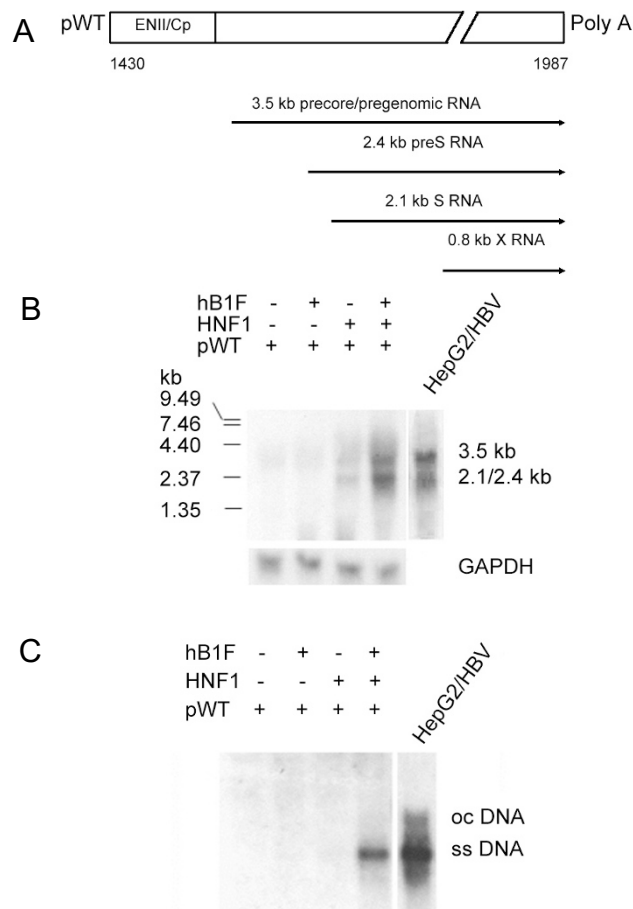 A
pWT ENII/Cp Poly A
1430 1987
3.5 kb precore/pregenomic RNA
2.4 kb preS RNA
2.1 kb S RNA
0.8 kb X RNA
B
hB1F - + - +
HNF1 - - + +
pWT + + + +
HepG2/HBV
kb
9.49
7.46
4.40
2.37
1.35
3.5 kb
2.1/2.4 kb
GAPDH
C
hB1F - + - +
HNF1 - - + +
pWT + + + +
HepG2/HBV
oc DNA
ss DNA